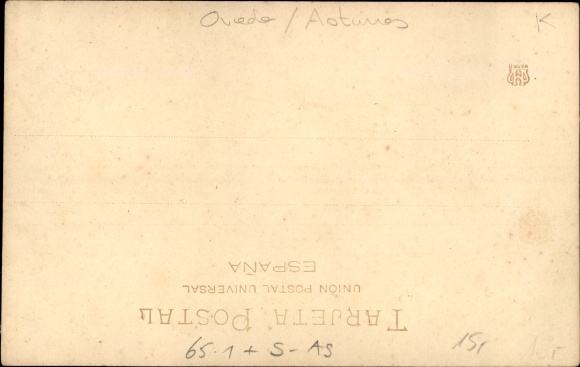 Oviedo / Asturias K
ESPAÑA
UNIÓN POSTAL UNIVERSAL
TARJETA POSTAL
65.1 + S-AS 15,